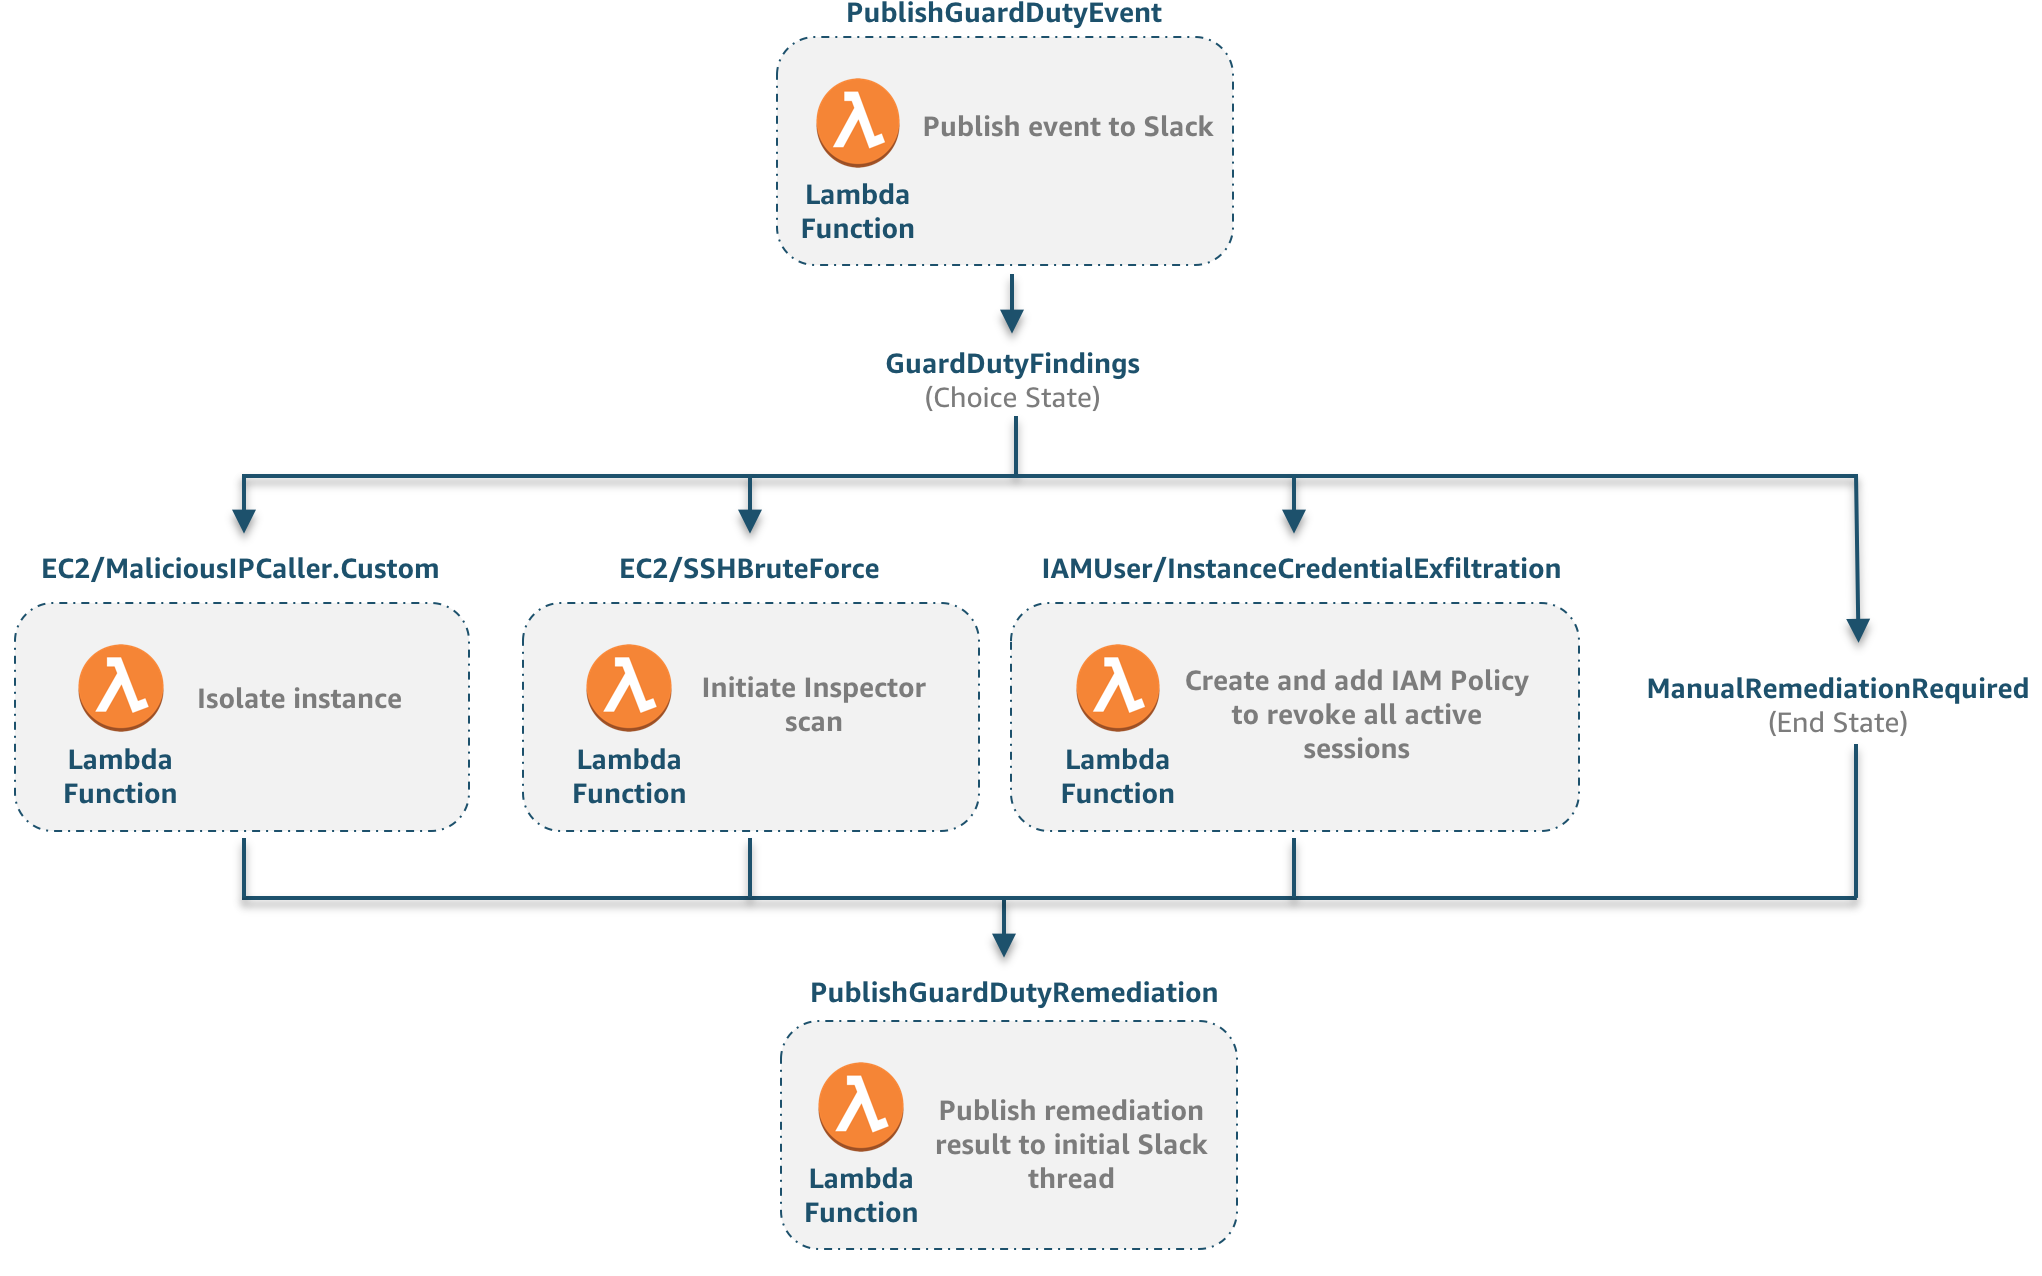 PublishGuardDutyEvent
Publish event to Slack
Lambda
Function
GuardDutyFindings
(Choice State)
EC2/MaliciousIPCaller.Custom
Isolate instance
Lambda
Function
EC2/SSHBruteForce
Initiate Inspector
scan
Lambda
Function
IAMUser/InstanceCredentialExfiltration
Create and add IAM Policy
to revoke all active
sessions
Lambda
Function
ManualRemediationRequired
(End State)
PublishGuardDutyRemediation
Publish remediation
result to initial Slack
thread
Lambda
Function